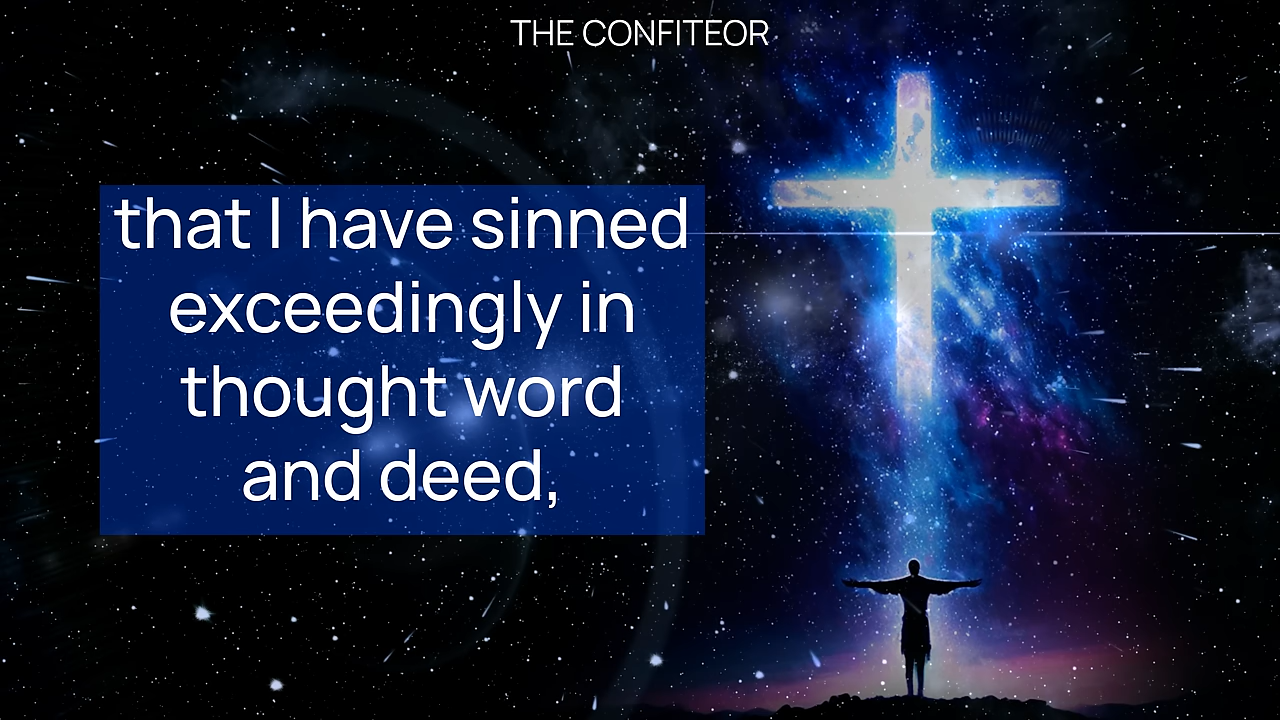 THE CONFITEOR
that I have sinned
exceedingly in
thought word
and deed,